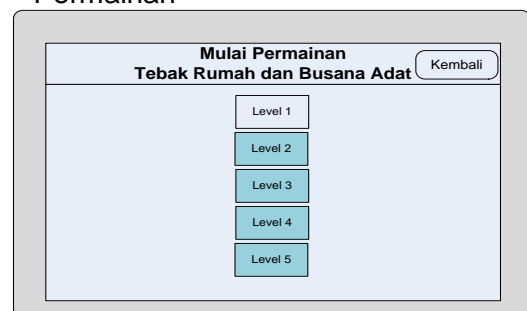 Permainan
Mulai Permainan
Tebak Rumah dan Busana Adat
Kembali
Level 1
Level 2
Level 3
Level 4
Level 5